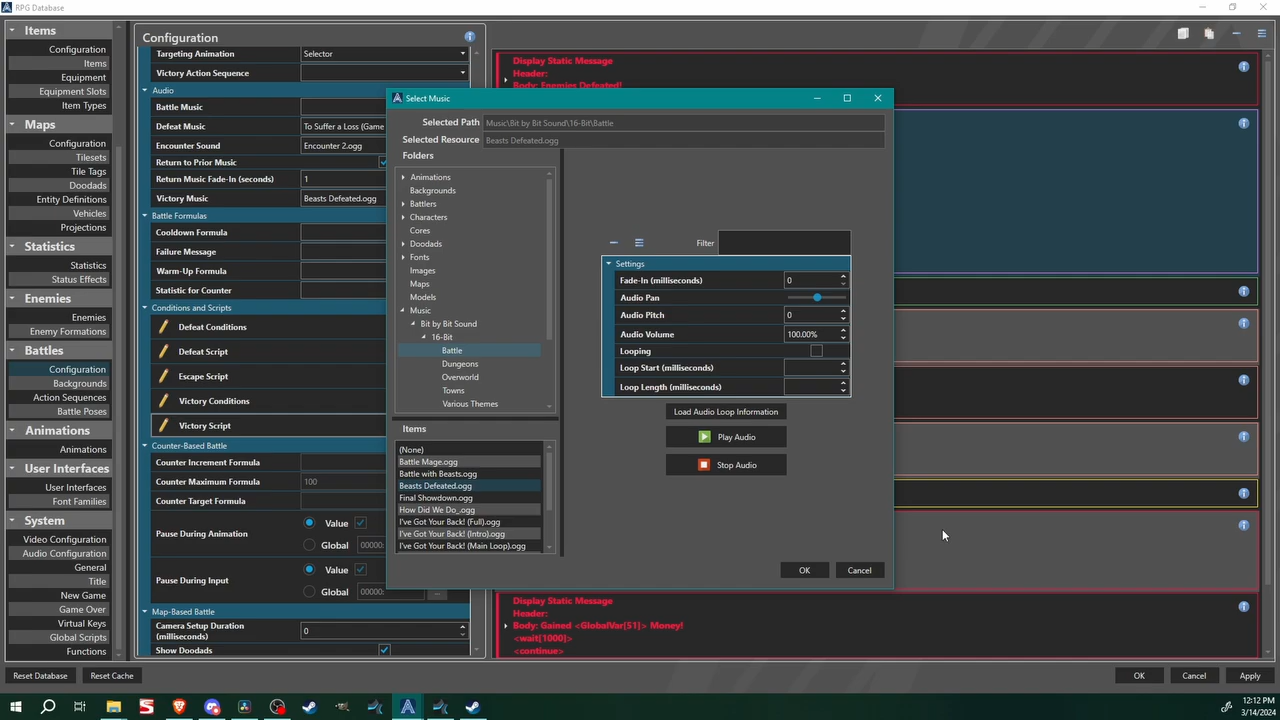 RPG Database
Items
Configuration
Items
Equipment
Equipment Slots
Item Types
Maps
Configuration
Tilesets
Tile Tags
Doodads
Entity Definitions
Vehicles
Projections
Statistics
Statistics
Status Effects
Enemies
Enemies
Enemy Formations
Battles
Configuration
Backgrounds
Action Sequences
Battle Poses
Animations
Animations
User Interfaces
User Interfaces
Font Families
System
Video Configuration
Audio Configuration
General
Title
New Game
Game Over
Virtual Keys
Global Scripts
Functions
Configuration
Targeting Animation Selector
Victory Action Sequence
Audio
Battle Music
Defeat Music To Suffer a Loss (Game
Encounter Sound Encounter 2.ogg
Return to Prior Music
Return Music Fade-In (seconds) 1
Victory Music Beasts Defeated.ogg
Battle Formulas
Cooldown Formula
Failure Message
Warm-Up Formula
Statistic for Counter
Conditions and Scripts
Defeat Conditions
Defeat Script
Escape Script
Victory Conditions
Victory Script
Counter-Based Battle
Counter Increment Formula
Counter Maximum Formula 100
Counter Target Formula
Pause During Animation
Value
Global 00000:
Pause During Input
Value
Global 00000: ...
Map-Based Battle
Camera Setup Duration (milliseconds) 0
Show Doodads
Select Music
Selected Path Music\Bit by Bit Sound\16-Bit\Battle
Selected Resource Beasts Defeated.ogg
Folders
Animations
Backgrounds
Battlers
Characters
Cores
Doodads
Fonts
Images
Maps
Models
Music
Bit by Bit Sound
16-Bit
Battle
Dungeons
Overworld
Towns
Various Themes
Items
(None)
Battle Mage.ogg
Battle with Beasts.ogg
Beasts Defeated.ogg
Final Showdown.ogg
How Did We Do_.ogg
I've Got Your Back! (Full).ogg
I've Got Your Back! (Intro).ogg
I've Got Your Back! (Main Loop).ogg
Filter
Settings
Fade-In (milliseconds) 0
Audio Pan
Audio Pitch 0
Audio Volume 100.00%
Looping
Loop Start (milliseconds)
Loop Length (milliseconds)
Load Audio Loop Information
Play Audio
Stop Audio
OK Cancel
Display Static Message
Header:
Body: Enemies Defeated!
Display Static Message
Header:
Body: Gained <GlobalVar[51]> Money!
<wait[1000]>
<continue>
Reset Database Reset Cache OK Cancel Apply
12:12 PM
3/14/2024